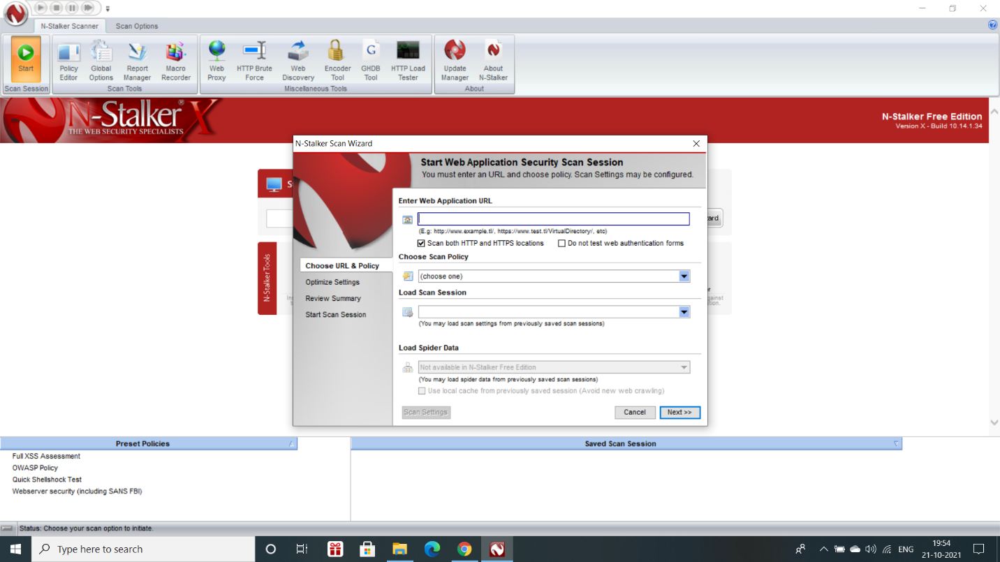 N-Stalker Scanner
Scan Options
Start
Policy Editor
Global Options
Report Manager
Macro Recorder
Web Proxy
HTTP Brute Force
Web Discovery
Encoder Tool
GHDB Tool
HTTP Load Tester
Update Manager
About N-Stalker
Scan Session
Scan Tools
Miscellaneous Tools
About
N-Stalker® X
THE WEB SECURITY SPECIALISTS
N-Stalker Free Edition
Version X - Build 10.14.1.34
N-Stalker Scan Wizard
Start Web Application Security Scan Session
You must enter an URL and choose policy. Scan Settings may be configured.
Enter Web Application URL
(E.g: http://www.example.tl/, https://www.test.tl/VirtualDirectory/, etc)
Scan both HTTP and HTTPS locations
Do not test web authentication forms
Choose Scan Policy
Choose URL & Policy
(choose one)
Optimize Settings
Load Scan Session
Review Summary
Start Scan Session
(You may load scan settings from previously saved scan sessions)
Load Spider Data
Not available in N-Stalker Free Edition
(You may load spider data from previously saved scan sessions)
Use local cache from previously saved session (Avoid new web crawling)
Scan Settings
Cancel
Next >>
N-Stalker Tools
Preset Policies
Saved Scan Session
Full XSS Assessment
OWASP Policy
Quick Shellshock Test
Webserver security (including SANS FBI)
Status: Choose your scan option to initiate.
Type here to search
ENG
19:54
21-10-2021